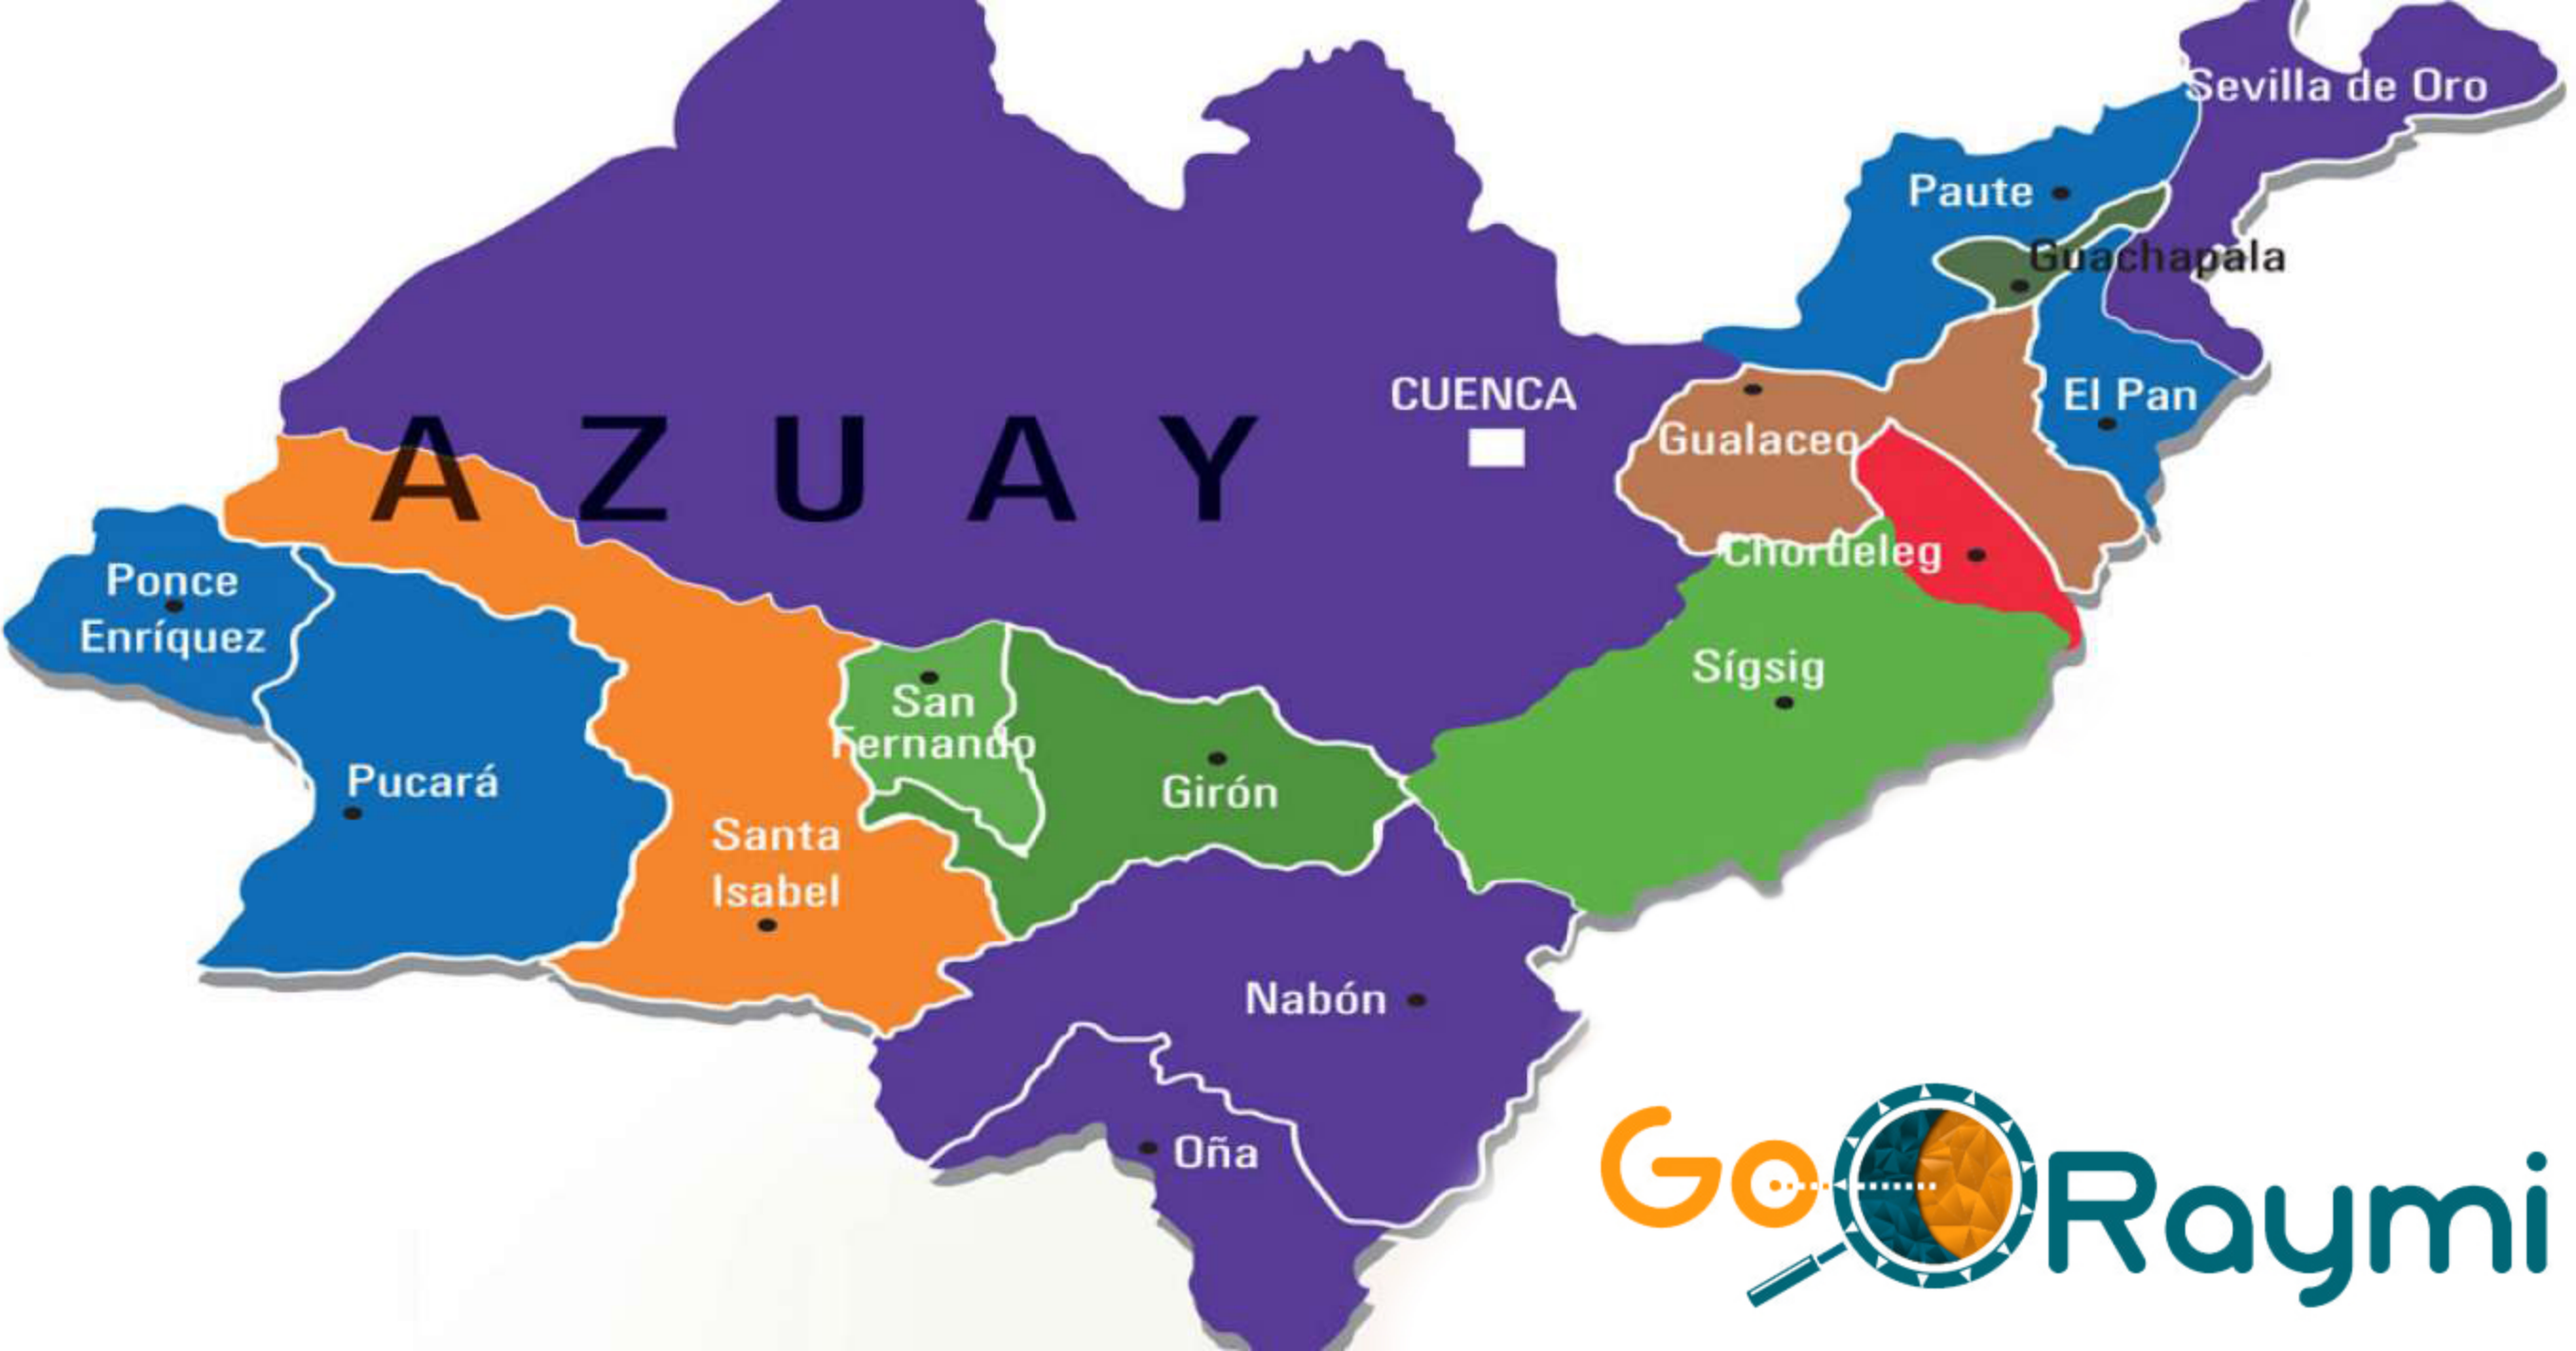 Sevilla de Oro
Paute
Guachapala
CUENCA
El Pan
AZUAY
Gualaceo
Chordeleg
Ponce
Enríquez
Sígsig
San
Fernando
Pucará
Girón
Santa
Isabel
Nabón
Oña
Go Raymi